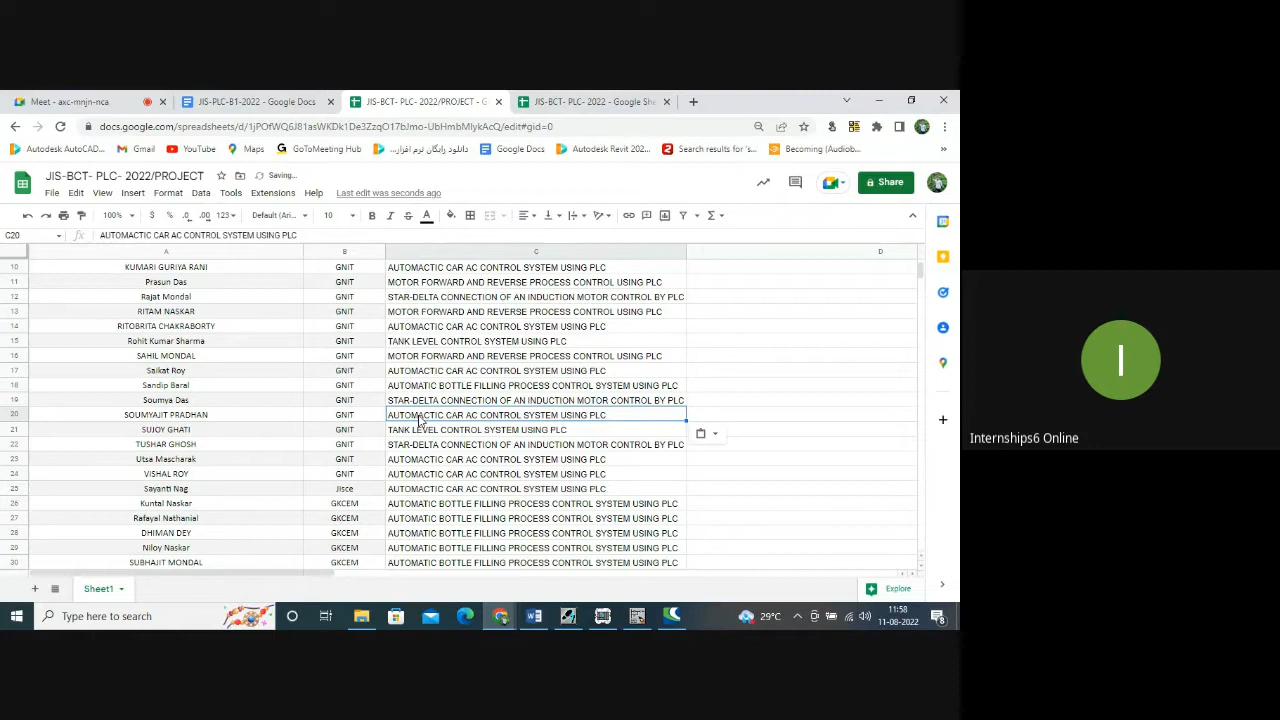 Meet - axc-mnjn-nca
JIS-PLC-B1-2022 - Google Docs
JIS-BCT- PLC- 2022/PROJECT - G
JIS-BCT- PLC - 2022 - Google She
docs.google.com/spreadsheets/d/1jPOfWQ6J81asWKDk1De3ZzqO17bJmo-UbHmbMlykAcQ/edit#gid=0
Autodesk AutoCAD...
Gmail
YouTube
Maps
GoToMeeting Hub
دانلود رایگان نرم افزار...
Google Docs
Autodesk Revit 202...
Search results for 's...
Becoming (Audiob...
JIS-BCT- PLC- 2022/PROJECT
Saving...
File Edit View Insert Format Data Tools Extensions Help Last edit was seconds ago
Share
100% $ % .0 .00 123 Default (Ari... 10 B I S A
C20 fx AUTOMACTIC CAR AC CONTROL SYSTEM USING PLC
A B C D
10 KUMARI GURIYA RANI GNIT AUTOMACTIC CAR AC CONTROL SYSTEM USING PLC
11 Prasun Das GNIT MOTOR FORWARD AND REVERSE PROCESS CONTROL USING PLC
12 Rajat Mondal GNIT STAR-DELTA CONNECTION OF AN INDUCTION MOTOR CONTROL BY PLC
13 RITAM NASKAR GNIT MOTOR FORWARD AND REVERSE PROCESS CONTROL USING PLC
14 RITOBRITA CHAKRABORTY GNIT AUTOMACTIC CAR AC CONTROL SYSTEM USING PLC
15 Rohit Kumar Sharma GNIT TANK LEVEL CONTROL SYSTEM USING PLC
16 SAHIL MONDAL GNIT MOTOR FORWARD AND REVERSE PROCESS CONTROL USING PLC
17 Saikat Roy GNIT AUTOMACTIC CAR AC CONTROL SYSTEM USING PLC
18 Sandip Baral GNIT AUTOMATIC BOTTLE FILLING PROCESS CONTROL SYSTEM USING PLC
19 Soumya Das GNIT STAR-DELTA CONNECTION OF AN INDUCTION MOTOR CONTROL BY PLC
20 SOUMYAJIT PRADHAN GNIT AUTOMACTIC CAR AC CONTROL SYSTEM USING PLC
21 SUJOY GHATI GNIT TANK LEVEL CONTROL SYSTEM USING PLC
22 TUSHAR GHOSH GNIT STAR-DELTA CONNECTION OF AN INDUCTION MOTOR CONTROL BY PLC
23 Utsa Mascharak GNIT AUTOMACTIC CAR AC CONTROL SYSTEM USING PLC
24 VISHAL ROY GNIT AUTOMACTIC CAR AC CONTROL SYSTEM USING PLC
25 Sayanti Nag Jisce AUTOMACTIC CAR AC CONTROL SYSTEM USING PLC
26 Kuntal Naskar GKCEM AUTOMATIC BOTTLE FILLING PROCESS CONTROL SYSTEM USING PLC
27 Rafayal Nathanial GKCEM AUTOMATIC BOTTLE FILLING PROCESS CONTROL SYSTEM USING PLC
28 DHIMAN DEY GKCEM AUTOMATIC BOTTLE FILLING PROCESS CONTROL SYSTEM USING PLC
29 Niloy Naskar GKCEM AUTOMATIC BOTTLE FILLING PROCESS CONTROL SYSTEM USING PLC
30 SUBHAJIT MONDAL GKCEM AUTOMATIC BOTTLE FILLING PROCESS CONTROL SYSTEM USING PLC
Sheet1
Explore
Type here to search
29°C
11:58
11-08-2022
8
I
Internships6 Online